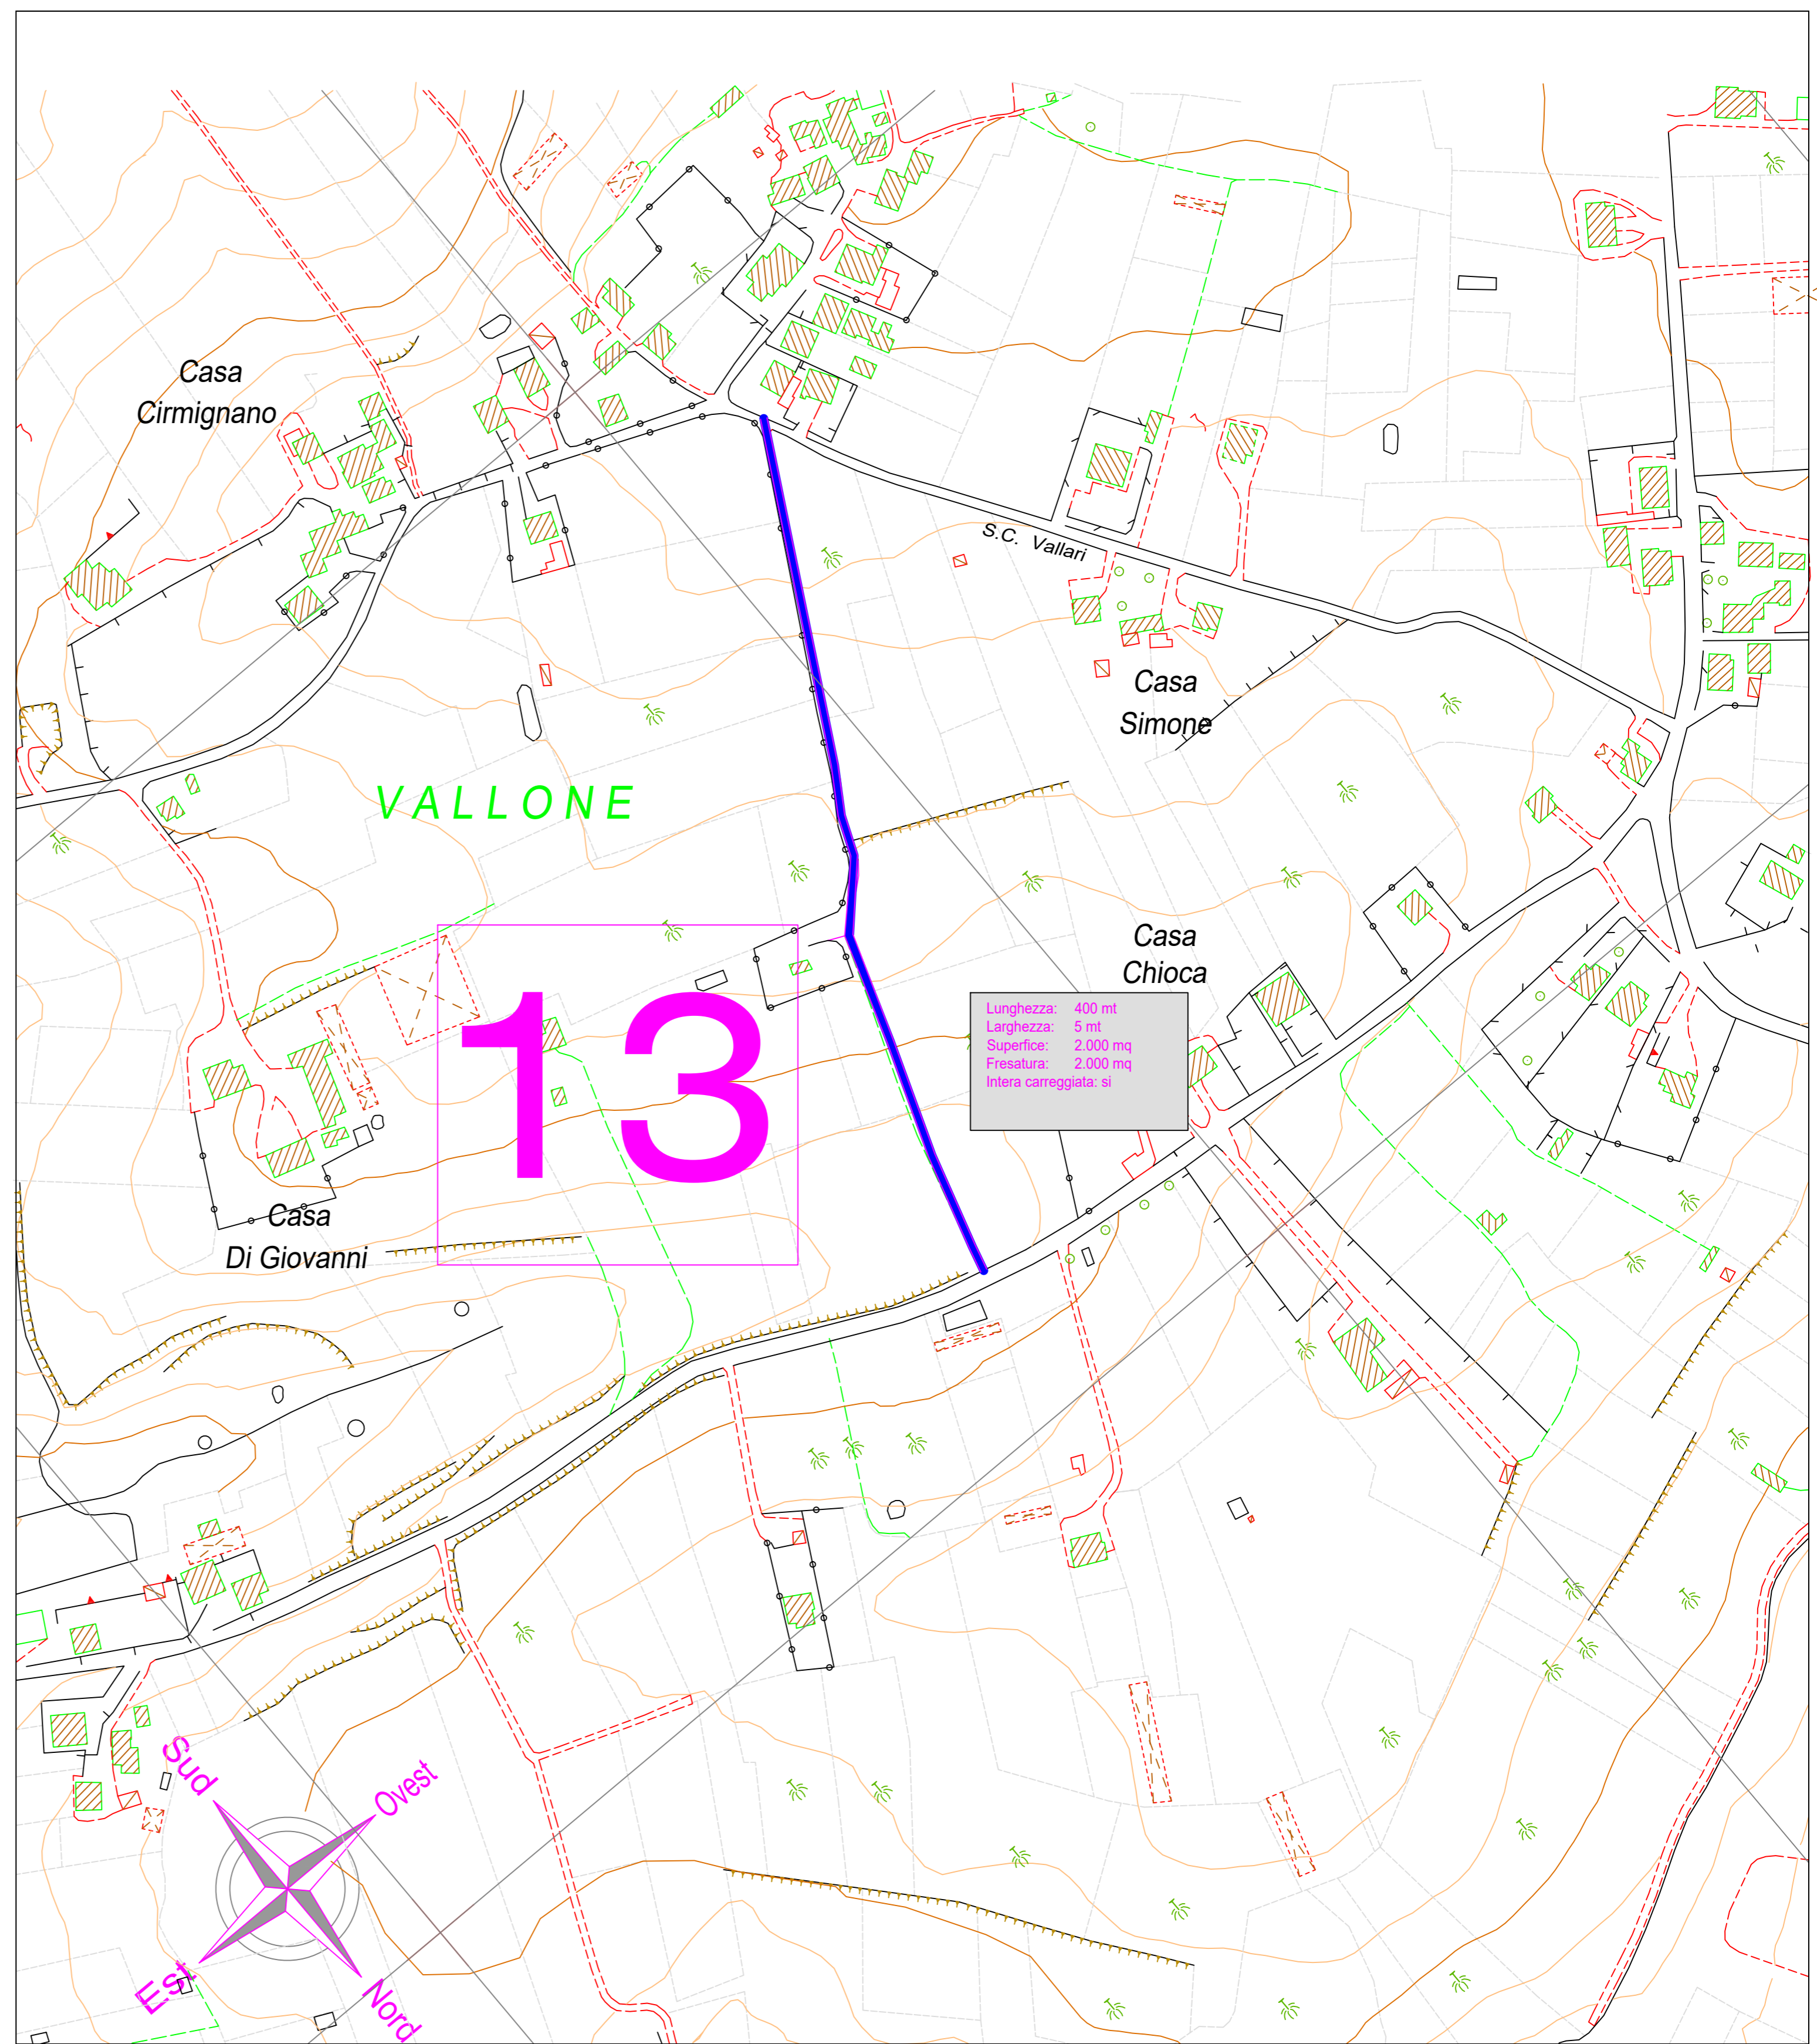 Casa
Cirmignano
S.C. Vallari
Casa
Simone
VALLONE
Casa
Chioca
13
Lunghezza: 400 mt
Larghezza: 5 mt
Superfice: 2.000 mq
Fresatura: 2.000 mq
Intera carreggiata: si
Casa
Di Giovanni
Sud
Ovest
Est
Nord